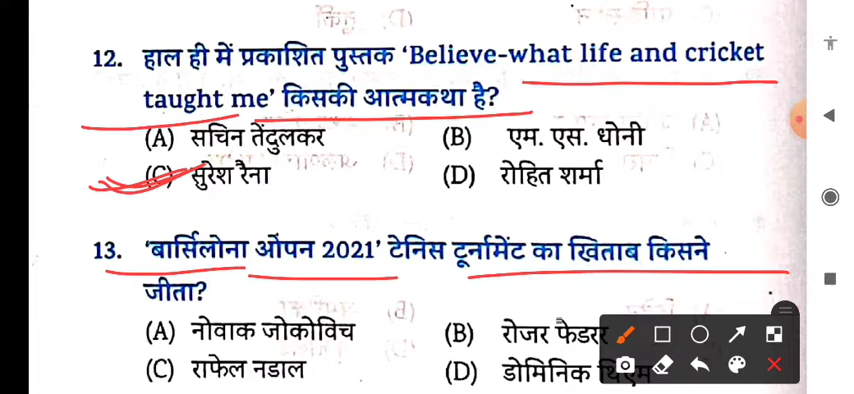 12. हाल ही में प्रकाशित पुस्तक ‘Believe-what life and cricket
taught me’ किसकी आत्मकथा है?
(A) सचिन तेंदुलकर (B) एम. एस. धोनी
(C) सुरेश रैना (D) रोहित शर्मा
13. ‘बार्सिलोना ओपन 2021’ टेनिस टूर्नामेंट का खिताब किसने
जीता?
(A) नोवाक जोकोविच (B) रोजर फेडरर
(C) राफेल नडाल (D) डोमिनिक थिएम